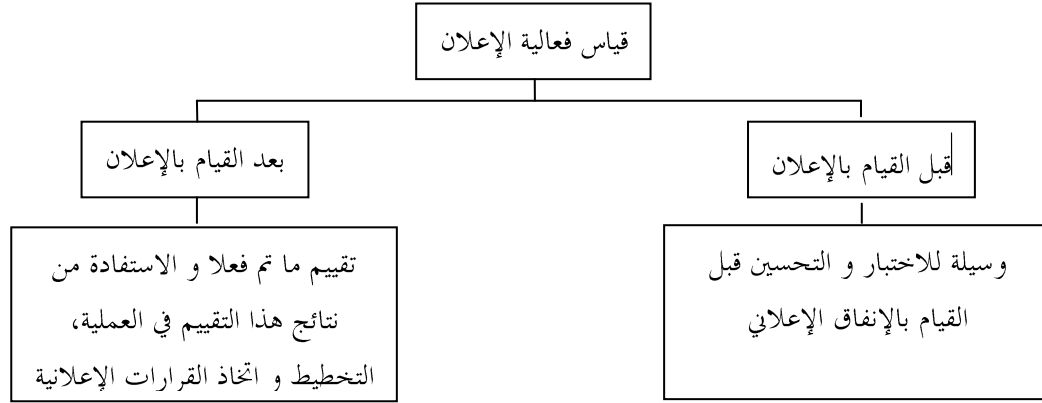 قياس فعالية الإعلان
قبل القيام بالإعلان
بعد القيام بالإعلان
وسيلة للاختبار و التحسين قبل
القيام بالإنفاق الإعلاني
تقييم ما تم فعلا و الاستفادة من
نتائج هذا التقييم في العملية،
التخطيط و اتخاذ القرارات الإعلانية